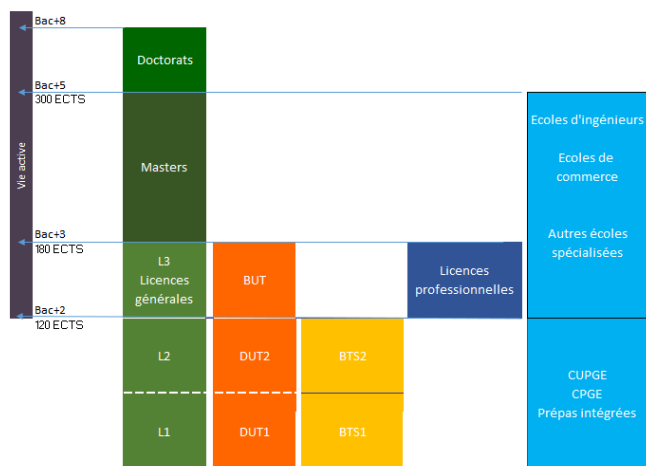 Bac+8
Doctorats
Bac+5
300 ECTS
Ecoles d'ingénieurs
Ecoles de
commerce
Autres écoles
spécialisées
Masters
Vie active
Bac+3
180 ECTS
L3
Licences
générales
BUT
Licences
professionnelles
Bac+2
120 ECTS
L2
DUT2
BTS2
CUPGE
CPGE
Prépas intégrées
L1
DUT1
BTS1